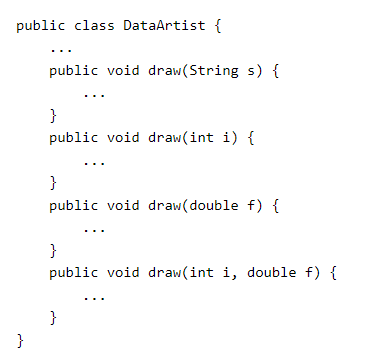 public class DataArtist {
    ...
    public void draw(String s) {
        ...
    }
    public void draw(int i) {
        ...
    }
    public void draw(double f) {
        ...
    }
    public void draw(int i, double f) {
        ...
    }
}